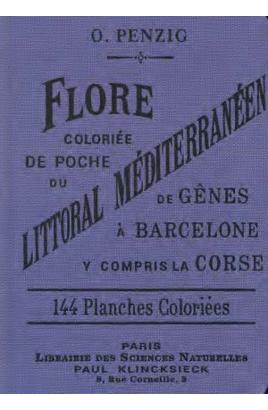 O. PENZIG
FLORE
COLORIÉE
DE POCHE
DU
LITTORAL MÉDITERRANÉEN
DE GÊNES
À BARCELONE
Y COMPRIS LA CORSE
144 Planches Coloriées
PARIS
LIBRAIRIE DES SCIENCES NATURELLES
PAUL KLINCKSIECK
3, Rue Corneille, 3